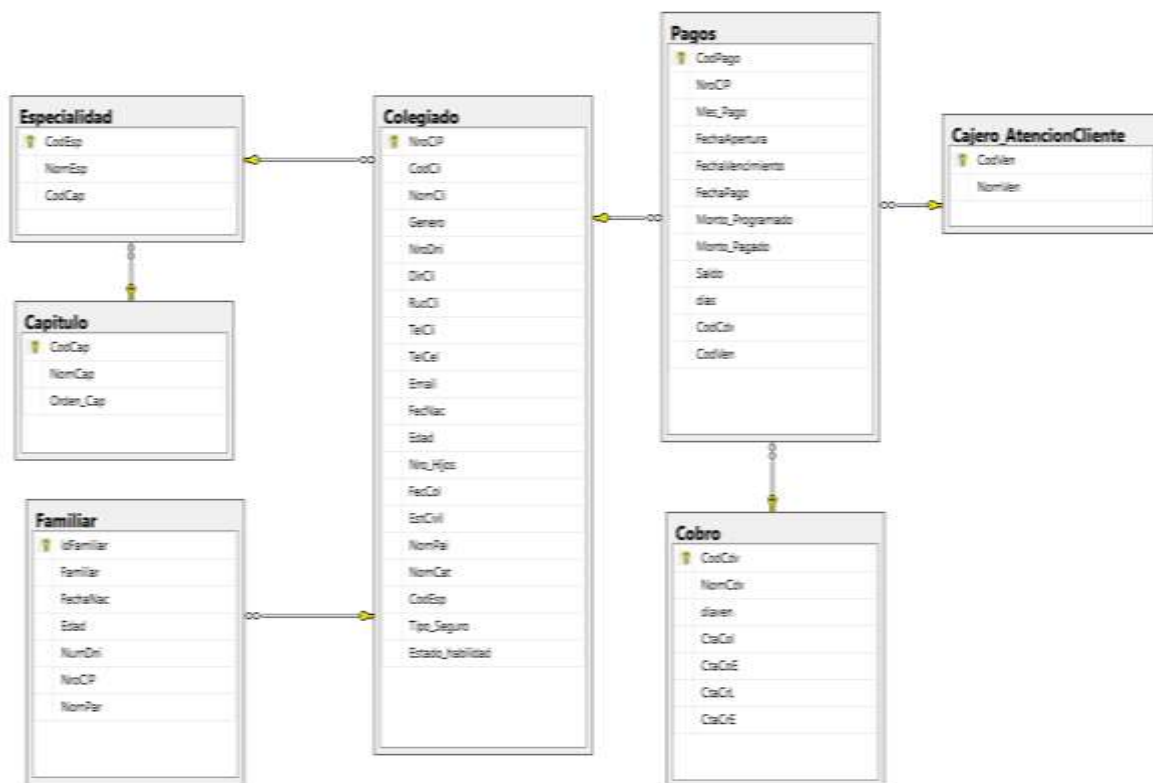 Especialidad
CodEsp
NomEsp
CodCap
Capitulo
CodCap
NomCap
Orden_Cap
Familiar
IdFamiliar
Familiar
FechaNac
Edad
NumDni
NroCIP
NomPar
Colegiado
NroCIP
CodCli
NomCli
Genero
NroDni
DirCli
RucCli
TelCli
TelCel
Email
FecNac
Edad
Nro_Hijos
FecCol
EstCivil
NomPai
NomCat
CodEsp
Tipo_Seguro
Estado_habilidad
Pagos
CodPago
NroCIP
Mes_Pago
FechaApertura
FechaVencimiento
FechaPago
Monto_Programado
Monto_Pagado
Saldo
dias
CodCdv
CodVen
Cobro
CodCdv
NomCdv
diaven
CtaCol
CtaCoE
CtaCrL
CtaCrE
Cajero_AtencionCliente
CodVen
NomVen